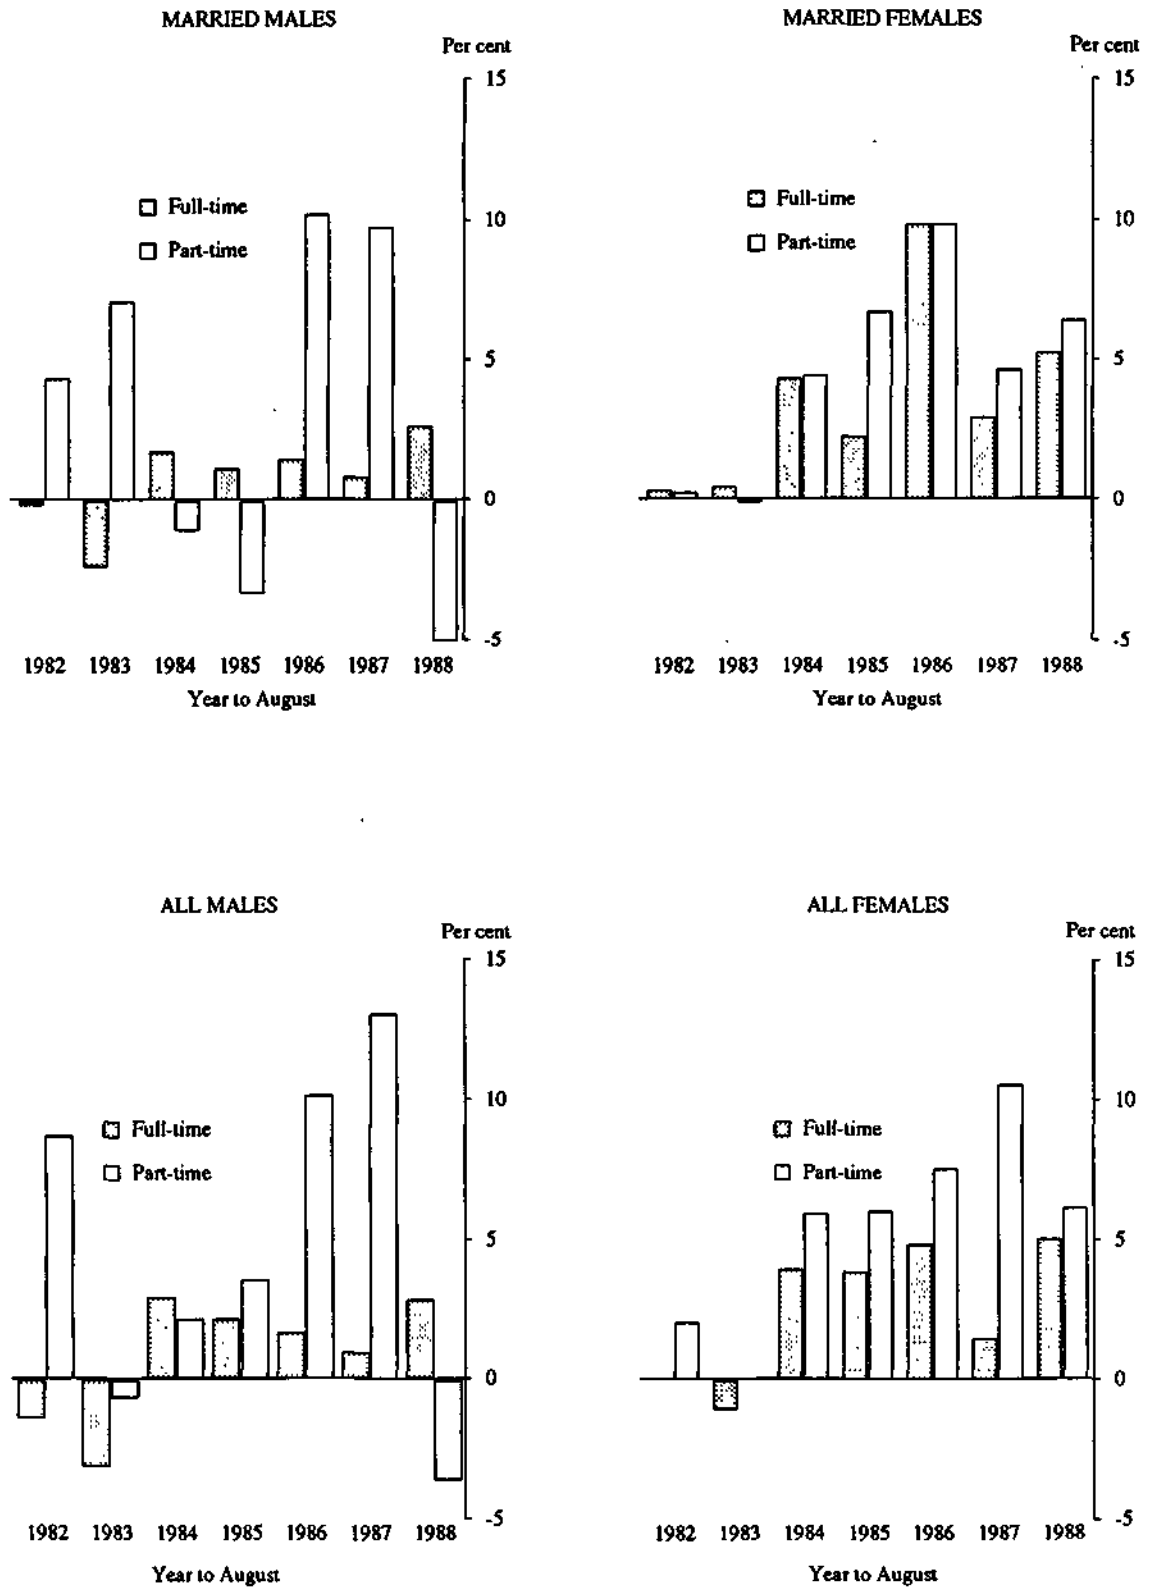 MARRIED MALES
Per cent
15
10
5
0
-5
Full-time
Part-time
1982 1983 1984 1985 1986 1987 1988
Year to August
MARRIED FEMALES
Per cent
15
10
5
0
-5
Full-time
Part-time
1982 1983 1984 1985 1986 1987 1988
Year to August
ALL MALES
Per cent
15
10
5
0
-5
Full-time
Part-time
1982 1983 1984 1985 1986 1987 1988
Year to August
ALL FEMALES
Per cent
15
10
5
0
-5
Full-time
Part-time
1982 1983 1984 1985 1986 1987 1988
Year to August